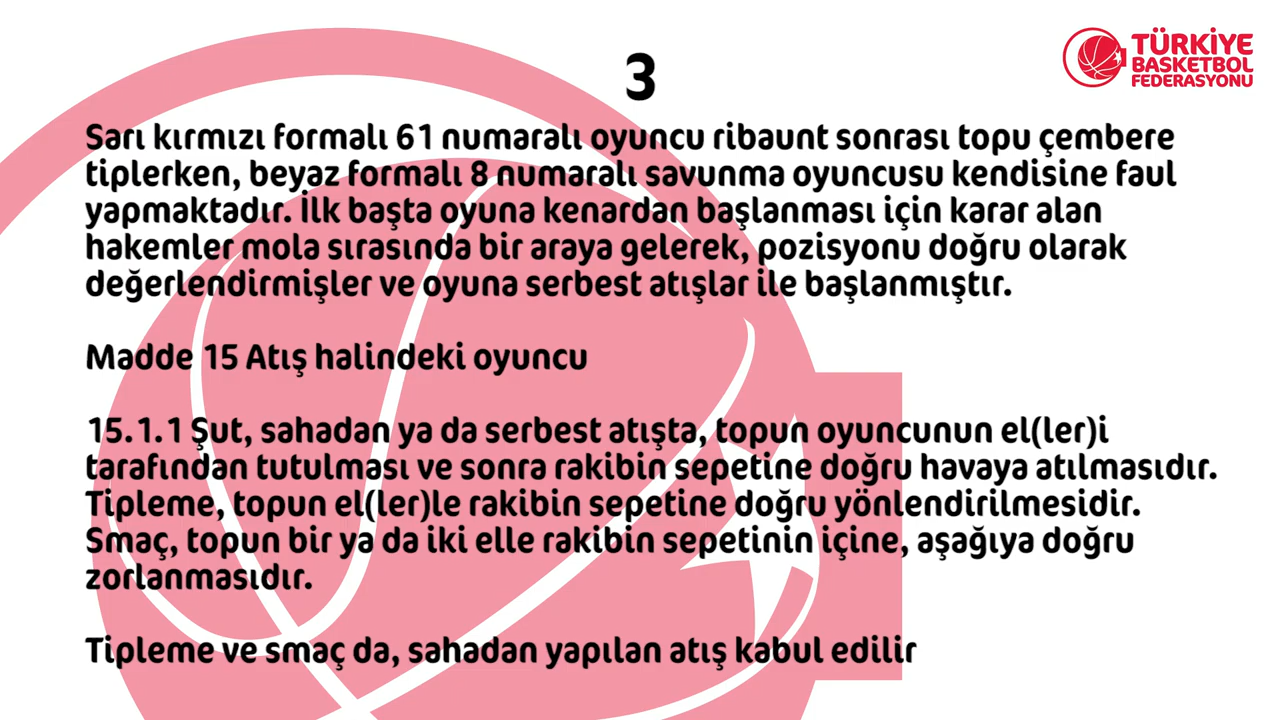 TÜRKİYE
BASKETBOL
FEDERASYONU
3
Sarı kırmızı formalı 61 numaralı oyuncu ribaunt sonrası topu çembere
tiplerken, beyaz formalı 8 numaralı savunma oyuncusu kendisine faul
yapmaktadır. İlk başta oyuna kenardan başlanması için karar alan
hakemler mola sırasında bir araya gelerek, pozisyonu doğru olarak
değerlendirmişler ve oyuna serbest atışlar ile başlanmıştır.
Madde 15 Atış halindeki oyuncu
15.1.1 Şut, sahadan ya da serbest atışta, topun oyuncunun el(ler)i
tarafından tutulması ve sonra rakibin sepetine doğru havaya atılmasıdır.
Tipleme, topun el(ler)le rakibin sepetine doğru yönlendirilmesidir.
Smaç, topun bir ya da iki elle rakibin sepetinin içine, aşağıya doğru
zorlanmasıdır.
Tipleme ve smaç da, sahadan yapılan atış kabul edilir